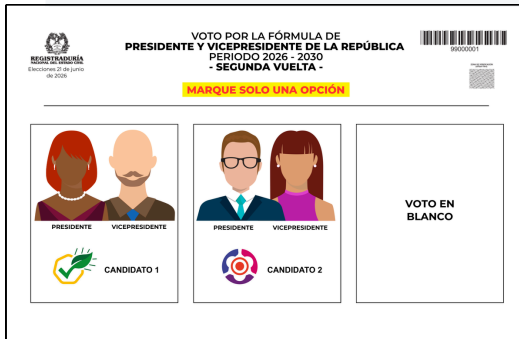 REGISTRADURÍA
NACIONAL DEL ESTADO CIVIL
Elecciones 21 de junio
de 2026
VOTO POR LA FÓRMULA DE
PRESIDENTE Y VICEPRESIDENTE DE LA REPÚBLICA
PERIODO 2026 - 2030
- SEGUNDA VUELTA -
99000001
MARQUE SOLO UNA OPCIÓN
PRESIDENTE VICEPRESIDENTE
CANDIDATO 1
PRESIDENTE VICEPRESIDENTE
CANDIDATO 2
VOTO EN
BLANCO